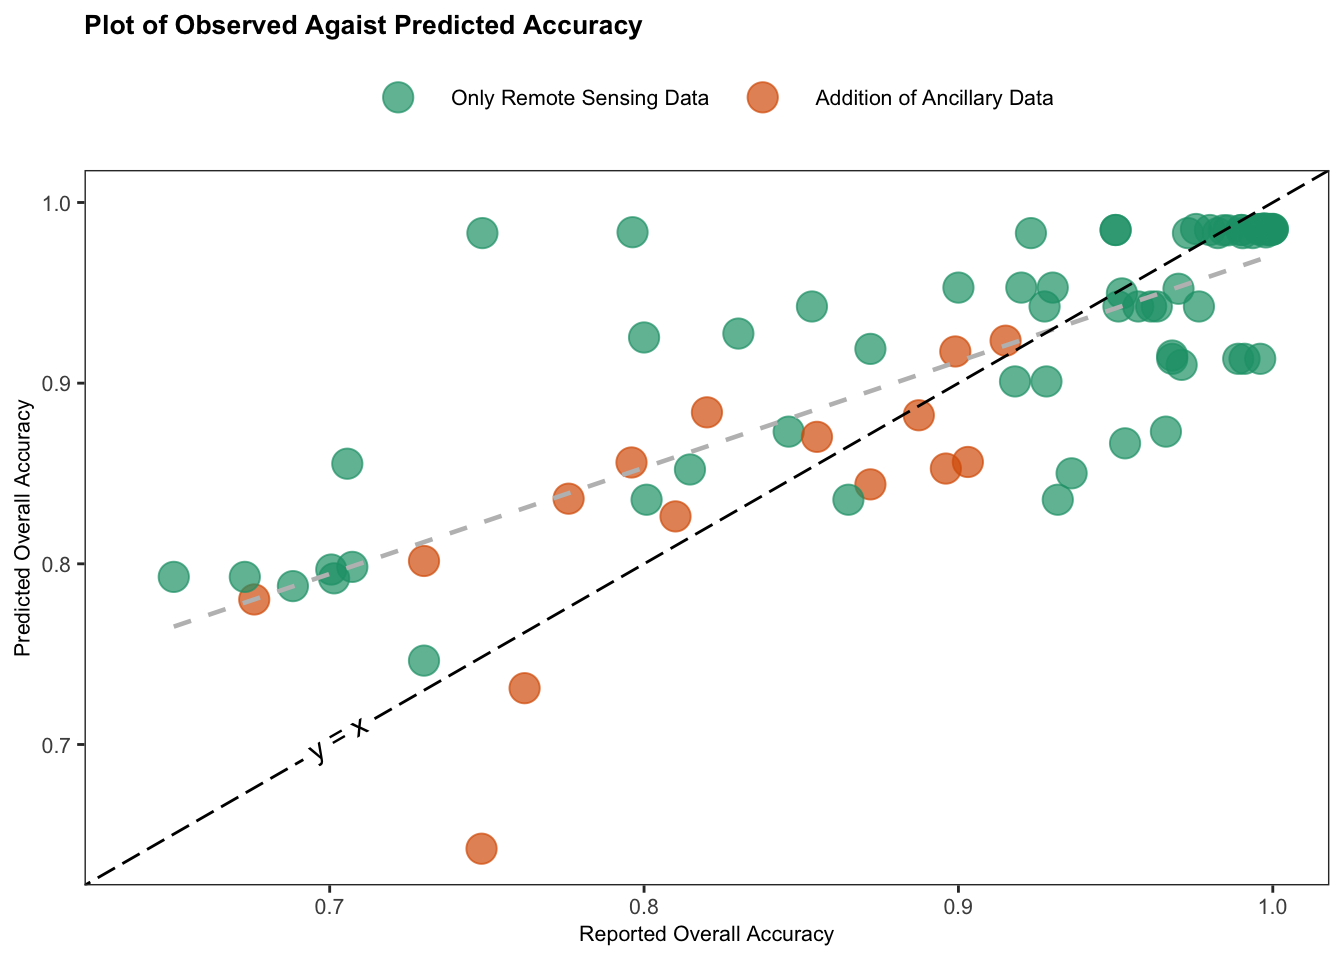 Plot of Observed Agaist Predicted Accuracy
Only Remote Sensing Data
Addition of Ancillary Data
1.0
0.9
0.8
0.7
Predicted Overall Accuracy
y = x
0.7
0.8
0.9
1.0
Reported Overall Accuracy